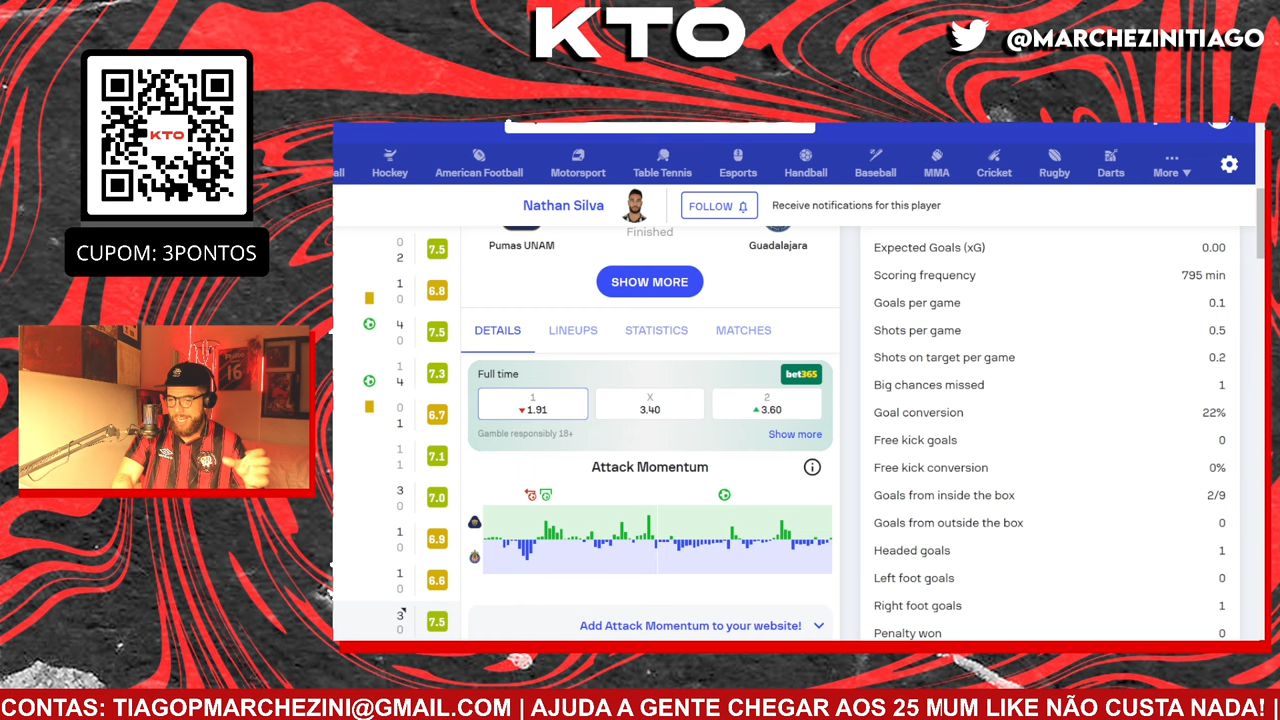 KTO
@MARCHEZINITIAGO
KTO
CUPOM: 3PONTOS
all
Hockey
American Football
Motorsport
Table Tennis
Esports
Handball
Baseball
MMA
Cricket
Rugby
Darts
More ▼
Nathan Silva
FOLLOW
Receive notifications for this player
0
2
7.5
1
0
6.8
4
0
7.5
1
4
7.3
0
1
6.7
1
1
7.1
3
0
7.0
1
0
6.9
1
0
6.6
3
0
7.5
Finished
Pumas UNAM
Guadalajara
SHOW MORE
DETAILS
LINEUPS
STATISTICS
MATCHES
Full time
bet365
1
▼1.91
X
3.40
2
▲3.60
Gamble responsibly 18+
Show more
Attack Momentum
Add Attack Momentum to your website!
Expected Goals (xG) 0.00
Scoring frequency 795 min
Goals per game 0.1
Shots per game 0.5
Shots on target per game 0.2
Big chances missed 1
Goal conversion 22%
Free kick goals 0
Free kick conversion 0%
Goals from inside the box 2/9
Goals from outside the box 0
Headed goals 1
Left foot goals 0
Right foot goals 1
Penalty won 0
16
CONTAS: TIAGOPMARCHEZINI@GMAIL.COM | AJUDA A GENTE CHEGAR AOS 25 MUM LIKE NÃO CUSTA NADA! |